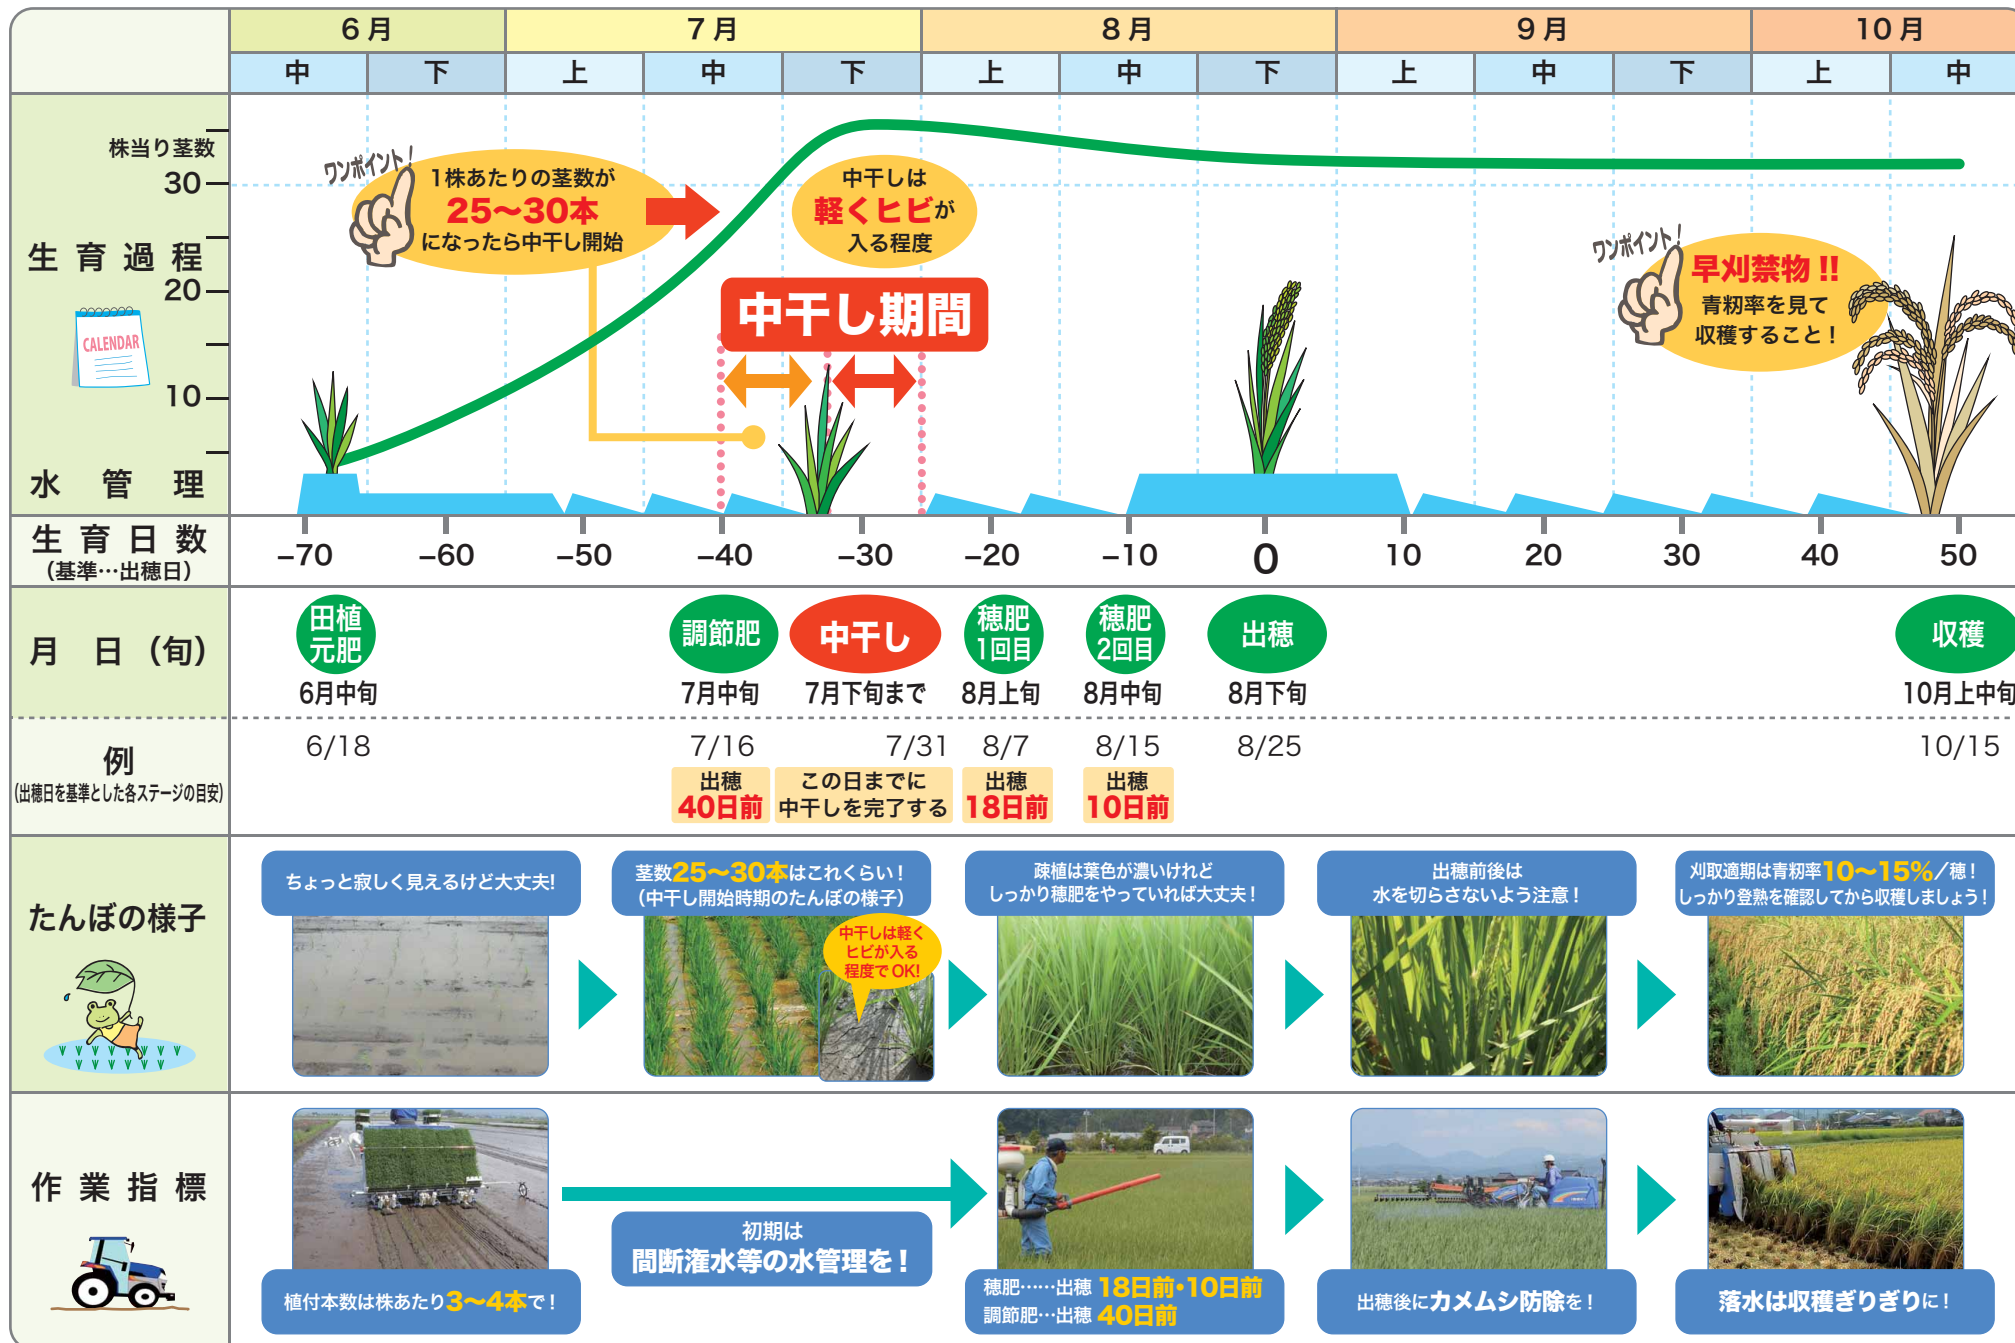 6月 7月 8月 9月 10月
中 下 上 中 下 上 中 下 上 中 下 上 中
株当り茎数
30
20
10
生育過程
CALENDAR
水管理
ワンポイント!
1株あたりの茎数が
25〜30本
になったら中干し開始
中干しは
軽くヒビが
入る程度
中干し期間
ワンポイント!
早刈禁物!!
青籾率を見て
収穫すること!
生育日数
(基準…出穂日)
−70 −60 −50 −40 −30 −20 −10 0 10 20 30 40 50
月日(旬)
田植
元肥
6月中旬
調節肥
7月中旬
中干し
7月下旬まで
穂肥
1回目
8月上旬
穂肥
2回目
8月中旬
出穂
8月下旬
収穫
10月上中旬
例
(出穂日を基準とした各ステージの目安)
6/18 7/16 7/31 8/7 8/15 8/25 10/15
出穂
40日前
この日までに
中干しを完了する
出穂
18日前
出穂
10日前
たんぼの様子
ちょっと寂しく見えるけど大丈夫!
茎数25〜30本はこれくらい!
(中干し開始時期のたんぼの様子)
中干しは軽く
ヒビが入る
程度でOK!
疎植は葉色が濃いけれど
しっかり穂肥をやっていれば大丈夫!
出穂前後は
水を切らさないよう注意!
刈取適期は青籾率10〜15%/穂!
しっかり登熟を確認してから収穫しましょう!
作業指標
植付本数は株あたり3〜4本で!
初期は
間断潅水等の水管理を!
穂肥……出穂 18日前・10日前
調節肥…出穂 40日前
出穂後にカメムシ防除を!
落水は収穫ぎりぎりに!